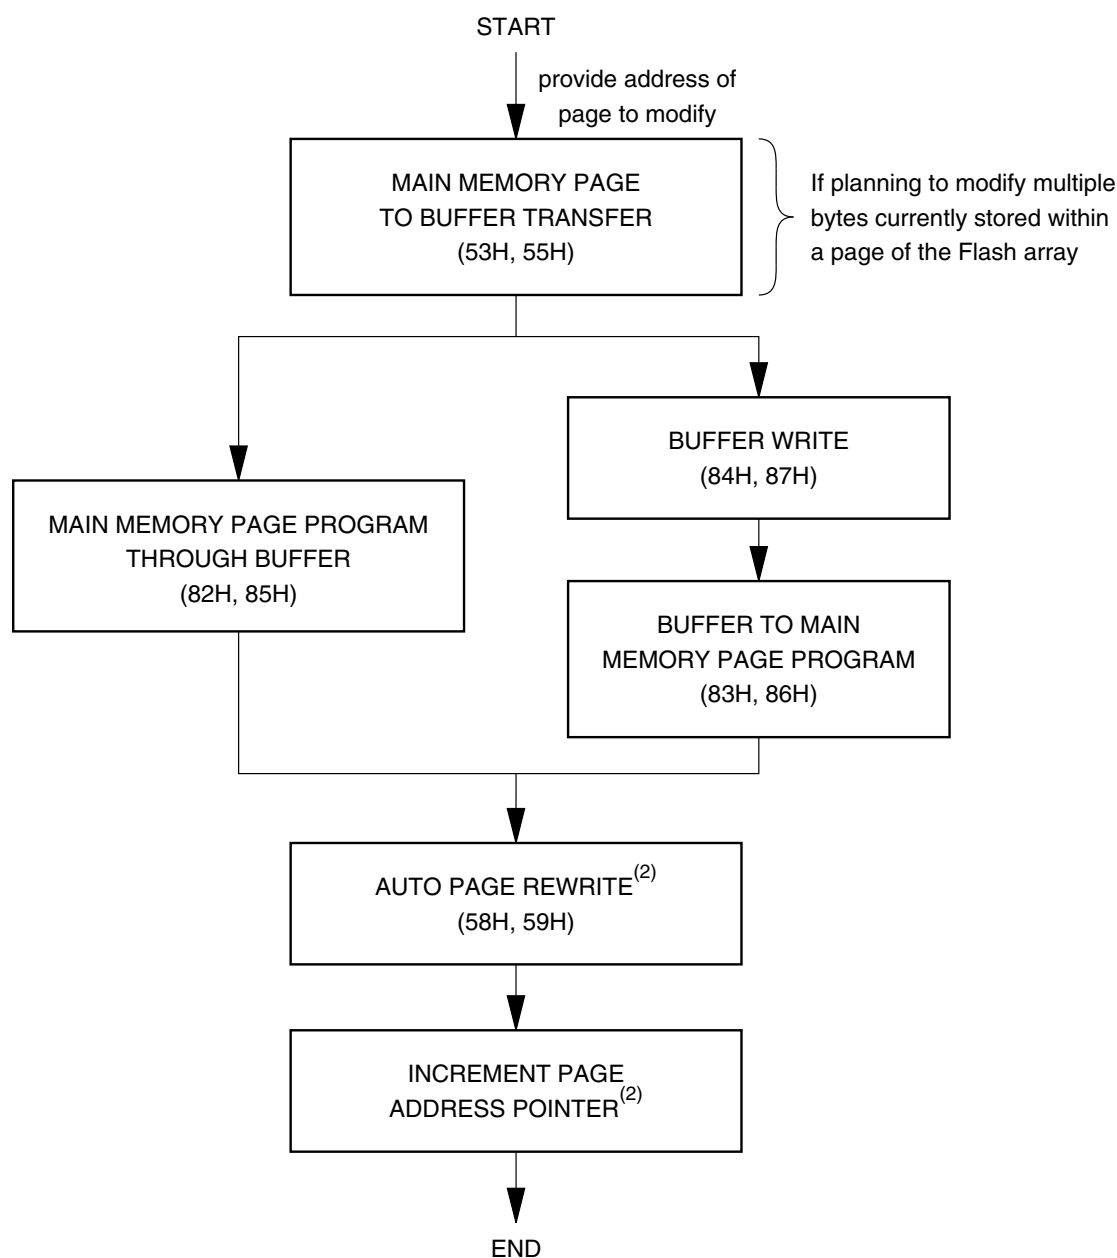 START
provide address of
page to modify
MAIN MEMORY PAGE
TO BUFFER TRANSFER
(53H, 55H)
If planning to modify multiple
bytes currently stored within
a page of the Flash array
MAIN MEMORY PAGE PROGRAM
THROUGH BUFFER
(82H, 85H)
BUFFER WRITE
(84H, 87H)
BUFFER TO MAIN
MEMORY PAGE PROGRAM
(83H, 86H)
AUTO PAGE REWRITE(2)
(58H, 59H)
INCREMENT PAGE
ADDRESS POINTER(2)
END